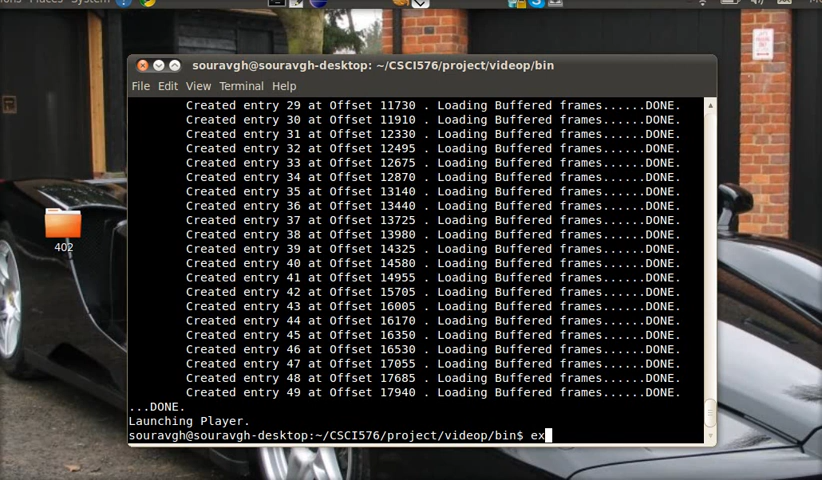 Places System
souravgh@souravgh-desktop: ~/CSCI576/project/videop/bin
File Edit View Terminal Help
Created entry 29 at Offset 11730 . Loading Buffered frames......DONE.
Created entry 30 at Offset 11910 . Loading Buffered frames......DONE.
Created entry 31 at Offset 12330 . Loading Buffered frames......DONE.
Created entry 32 at Offset 12495 . Loading Buffered frames......DONE.
Created entry 33 at Offset 12675 . Loading Buffered frames......DONE.
Created entry 34 at Offset 12870 . Loading Buffered frames......DONE.
Created entry 35 at Offset 13140 . Loading Buffered frames......DONE.
Created entry 36 at Offset 13440 . Loading Buffered frames......DONE.
Created entry 37 at Offset 13725 . Loading Buffered frames......DONE.
Created entry 38 at Offset 13980 . Loading Buffered frames......DONE.
Created entry 39 at Offset 14325 . Loading Buffered frames......DONE.
Created entry 40 at Offset 14580 . Loading Buffered frames......DONE.
Created entry 41 at Offset 14955 . Loading Buffered frames......DONE.
Created entry 42 at Offset 15705 . Loading Buffered frames......DONE.
Created entry 43 at Offset 16005 . Loading Buffered frames......DONE.
Created entry 44 at Offset 16170 . Loading Buffered frames......DONE.
Created entry 45 at Offset 16350 . Loading Buffered frames......DONE.
Created entry 46 at Offset 16530 . Loading Buffered frames......DONE.
Created entry 47 at Offset 17055 . Loading Buffered frames......DONE.
Created entry 48 at Offset 17685 . Loading Buffered frames......DONE.
Created entry 49 at Offset 17940 . Loading Buffered frames......DONE.
...DONE.
Launching Player.
souravgh@souravgh-desktop:~/CSCI576/project/videop/bin$ ex
402